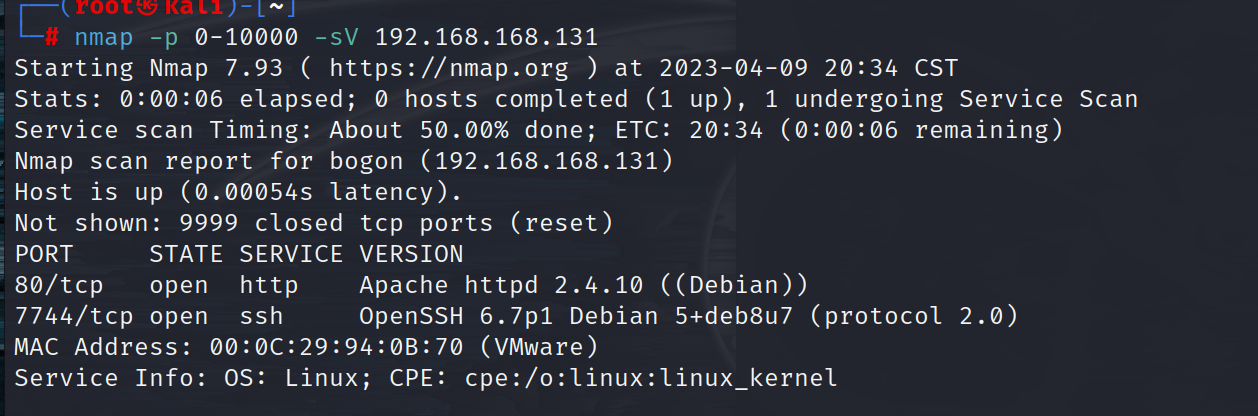 ┌──(root㉿kali)-[~]
└─# nmap -p 0-10000 -sV 192.168.168.131
Starting Nmap 7.93 ( https://nmap.org ) at 2023-04-09 20:34 CST
Stats: 0:00:06 elapsed; 0 hosts completed (1 up), 1 undergoing Service Scan
Service scan Timing: About 50.00% done; ETC: 20:34 (0:00:06 remaining)
Nmap scan report for bogon (192.168.168.131)
Host is up (0.00054s latency).
Not shown: 9999 closed tcp ports (reset)
PORT     STATE SERVICE VERSION
80/tcp   open  http    Apache httpd 2.4.10 ((Debian))
7744/tcp open  ssh     OpenSSH 6.7p1 Debian 5+deb8u7 (protocol 2.0)
MAC Address: 00:0C:29:94:0B:70 (VMware)
Service Info: OS: Linux; CPE: cpe:/o:linux:linux_kernel